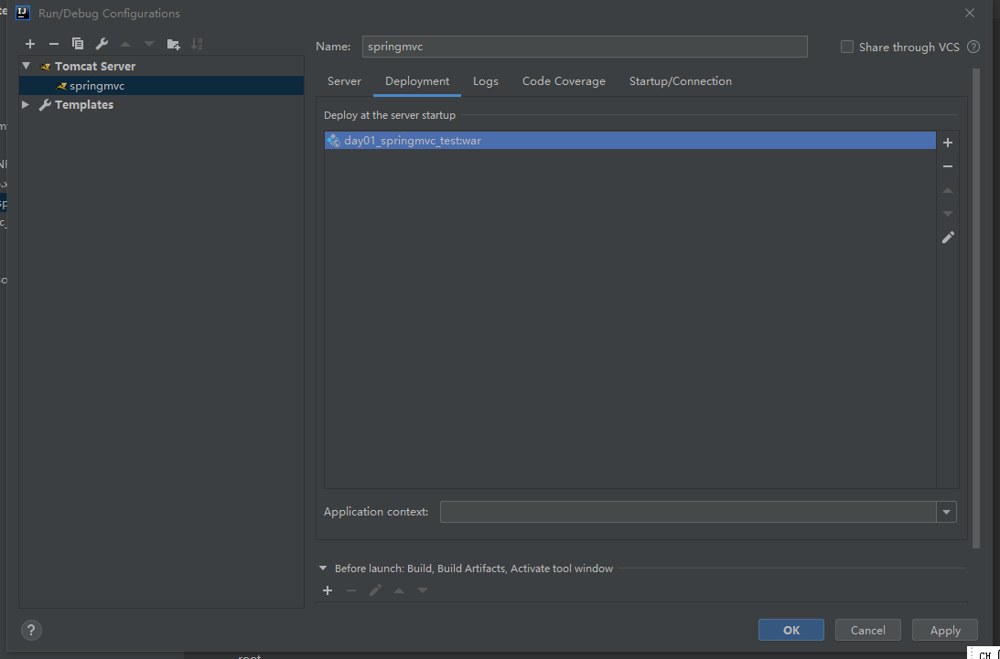 Run/Debug Configurations
Name: springmvc
Share through VCS ?
Tomcat Server
springmvc
Templates
Server Deployment Logs Code Coverage Startup/Connection
Deploy at the server startup
day01_springmvc_test:war
Application context:
Before launch: Build, Build Artifacts, Activate tool window
? OK Cancel Apply
root
CH